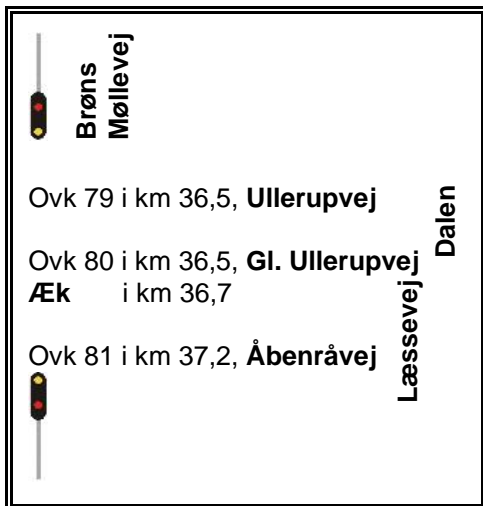 Brøns
Møllevej
Ovk 79 i km 36,5, Ullerupvej
Dalen
Ovk 80 i km 36,5, Gl. Ullerupvej
Æk i km 36,7
Læssevej
Ovk 81 i km 37,2, Åbenråvej